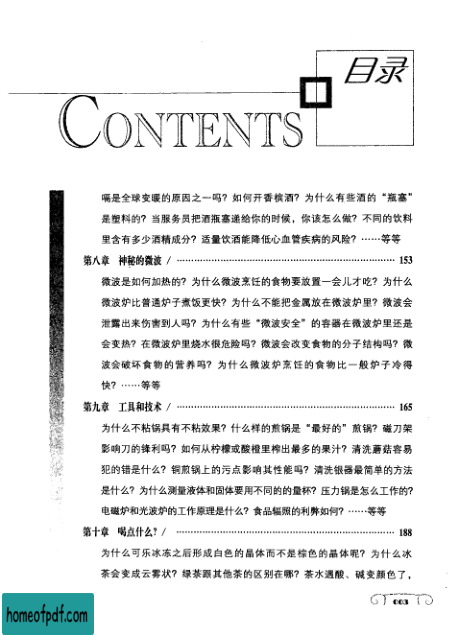 目录
CONTENTS
嗝是全球变暖的原因之一吗？如何开香槟酒？为什么有些酒的“瓶塞”
是塑料的？当服务员把酒瓶塞递给你的时候，你该怎么做？不同的饮料
里含有多少酒精成分？适量饮酒能降低心血管疾病的风险？……等等
第八章 神秘的微波 / …………………………………………… 153
微波是如何加热的？为什么微波烹饪的食物要放置一会儿才吃？为什么
微波炉比普通炉子煮饭更快？为什么不能把金属放在微波炉里？微波会
泄露出来伤害到人吗？为什么有些“微波安全”的容器在微波炉里还是
会变热？在微波炉里烧水很危险吗？微波会改变食物的分子结构吗？微
波会破坏食物的营养吗？为什么微波炉烹饪的食物比一般炉子冷得
快？……等等
第九章 工具和技术 / …………………………………………… 165
为什么不粘锅具有不粘效果？什么样的煎锅是“最好的”煎锅？磁刀架
影响刀的锋利吗？如何从柠檬或酸橙里榨出最多的果汁？清洗蘑菇容易
犯的错是什么？铜煎锅上的污点影响其性能吗？清洗银器最简单的方法
是什么？为什么测量液体和固体要用不同的的量杯？压力锅是怎么工作的？
电磁炉和光波炉的工作原理是什么？食品辐照的利弊如何？……等等
第十章 喝点什么？ / …………………………………………… 188
为什么可乐冰冻之后形成白色的晶体而不是棕色的晶体呢？为什么冰
茶会变成云雾状？绿茶跟其他茶的区别在哪？茶水遇酸、碱变颜色了，
003
homeofpdf.com